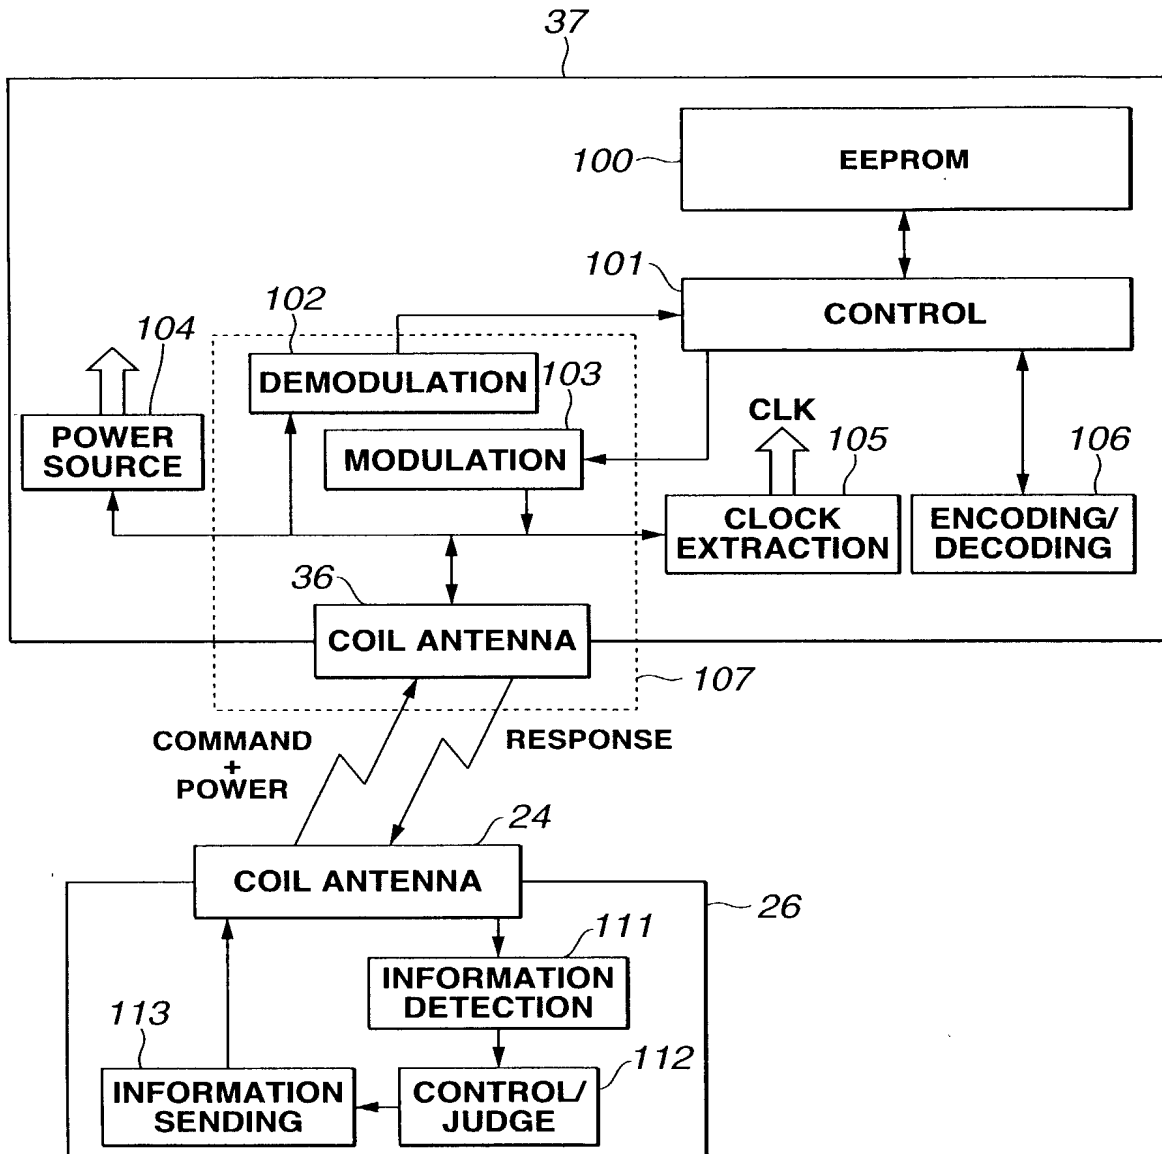 37
100
EEPROM
101
CONTROL
102
104
DEMODULATION
103
CLK
POWER
SOURCE
MODULATION
105
106
CLOCK
EXTRACTION
ENCODING/
DECODING
36
COIL ANTENNA
107
COMMAND
+
POWER
RESPONSE
24
COIL ANTENNA
26
111
INFORMATION
DETECTION
113
112
INFORMATION
SENDING
CONTROL/
JUDGE